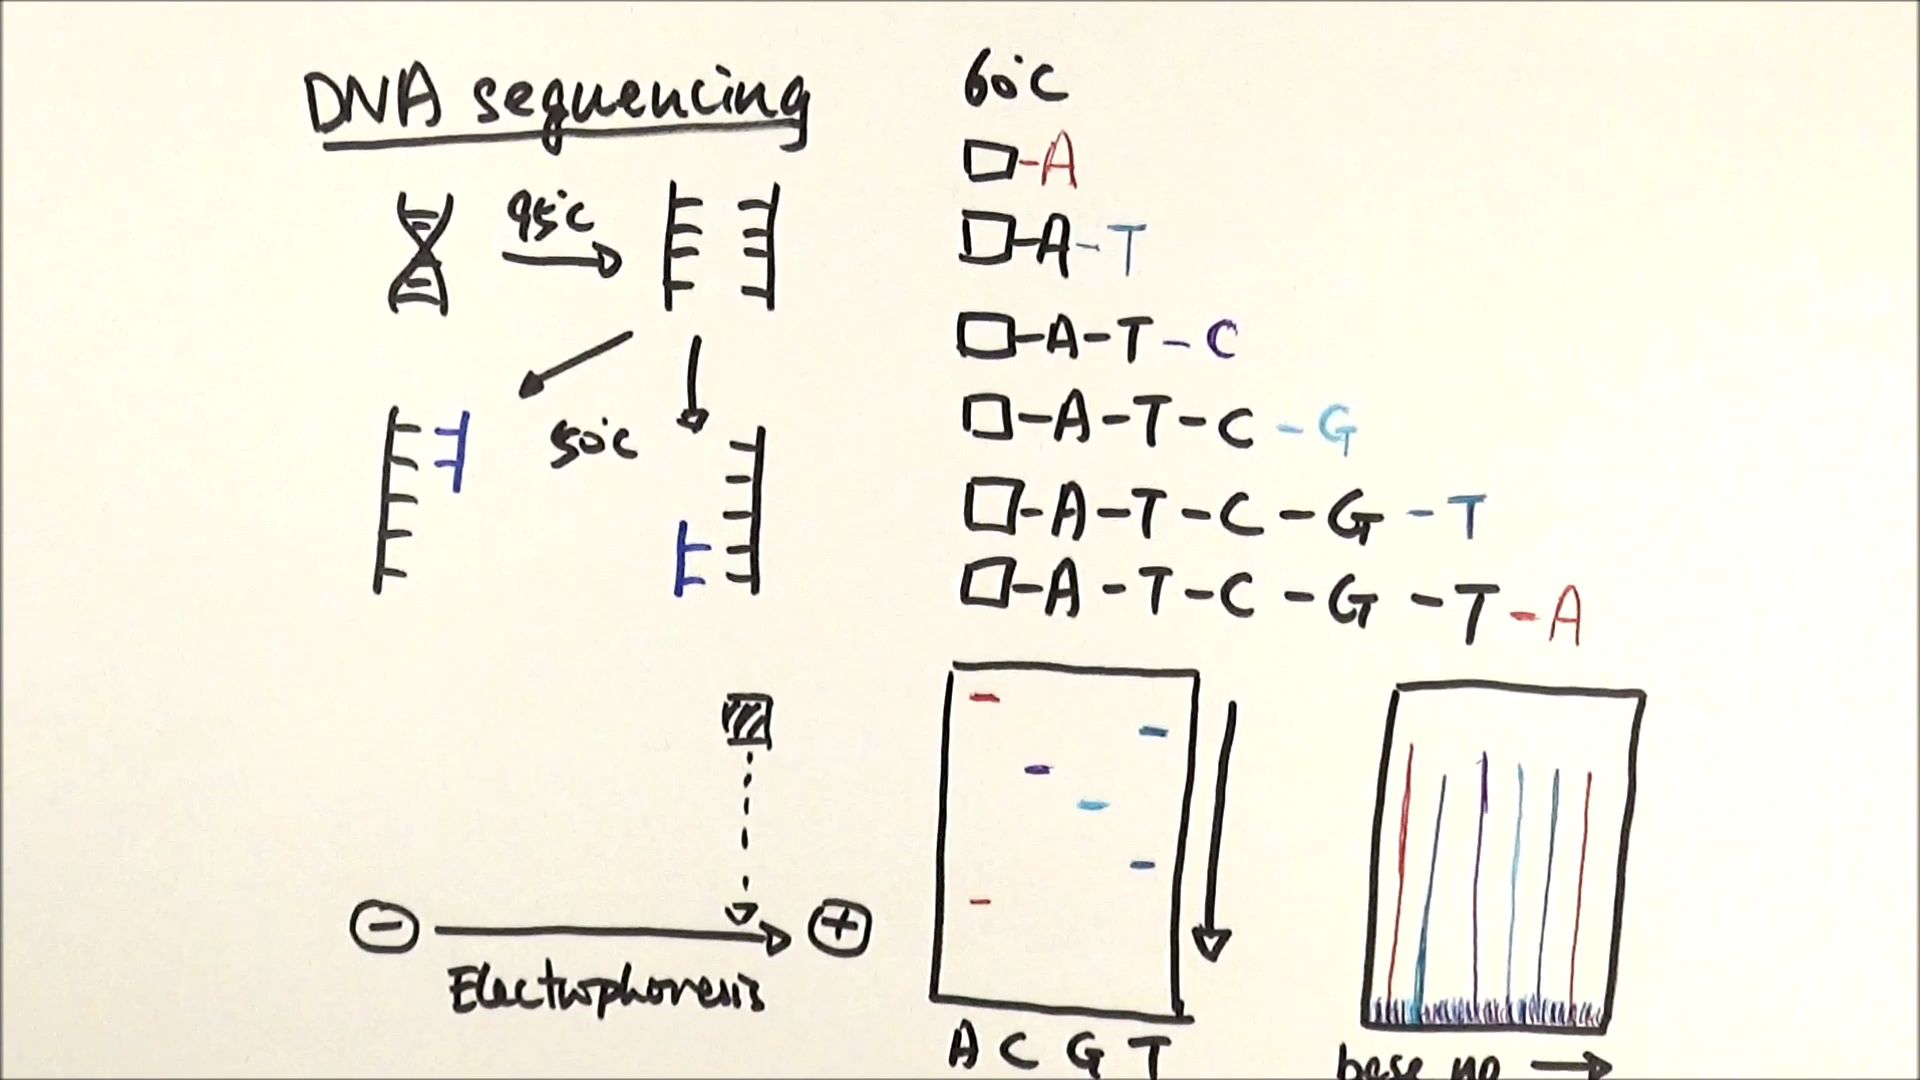 DNA sequencing
95°C
50°C
60°C
-A
-A-T
-A-T-C
-A-T-C-G
-A-T-C-G-T
-A-T-C-G-T-A
- +
Electrophoresis
A C G T
base no